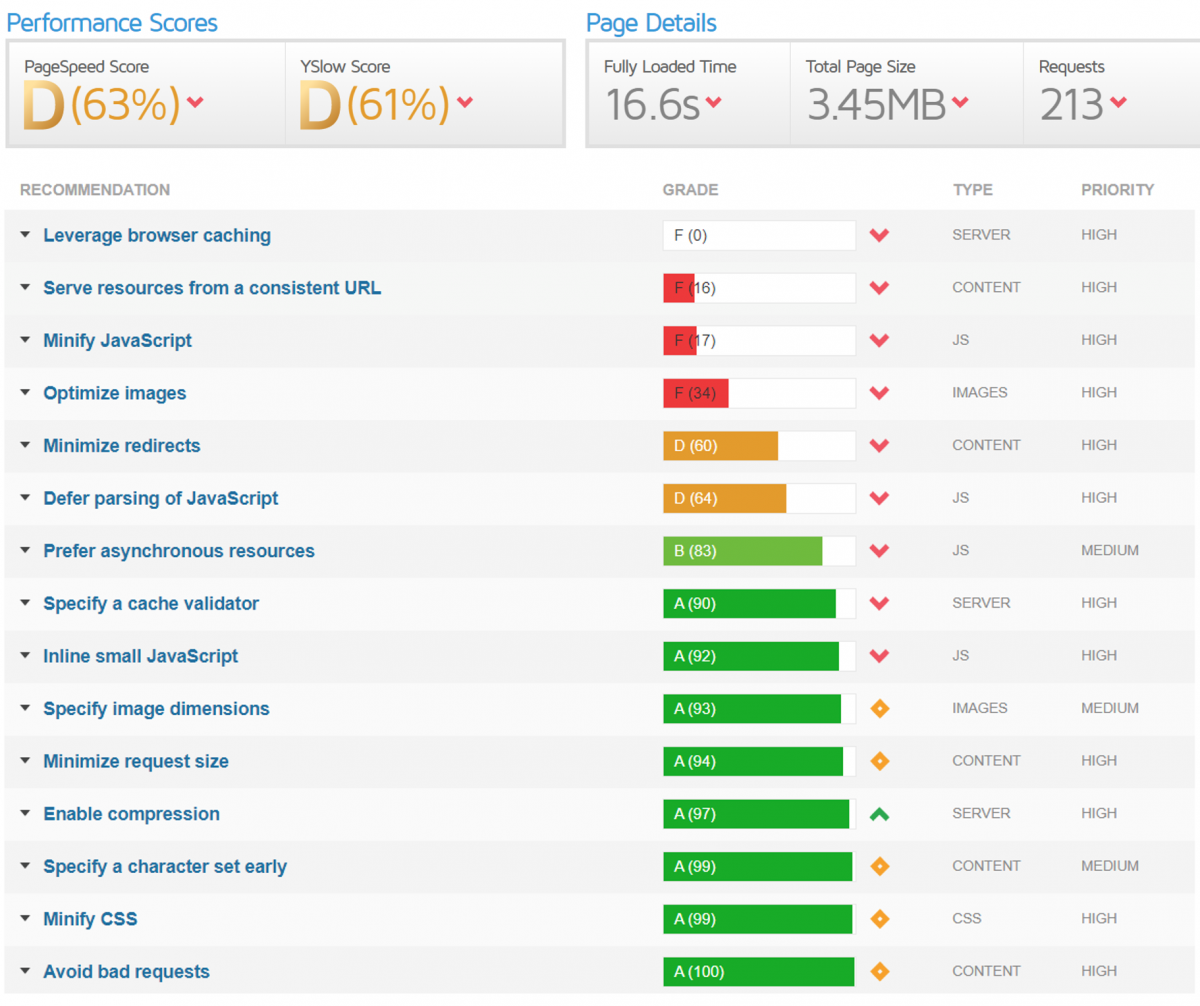 Performance Scores
Page Details
PageSpeed Score
YSlow Score
Fully Loaded Time
Total Page Size
Requests
D (63%)
D (61%)
16.6s
3.45MB
213
RECOMMENDATION GRADE TYPE PRIORITY
Leverage browser caching F (0) SERVER HIGH
Serve resources from a consistent URL F (16) CONTENT HIGH
Minify JavaScript F (17) JS HIGH
Optimize images F (34) IMAGES HIGH
Minimize redirects D (60) CONTENT HIGH
Defer parsing of JavaScript D (64) JS HIGH
Prefer asynchronous resources B (83) JS MEDIUM
Specify a cache validator A (90) SERVER HIGH
Inline small JavaScript A (92) JS HIGH
Specify image dimensions A (93) IMAGES MEDIUM
Minimize request size A (94) CONTENT HIGH
Enable compression A (97) SERVER HIGH
Specify a character set early A (99) CONTENT MEDIUM
Minify CSS A (99) CSS HIGH
Avoid bad requests A (100) CONTENT HIGH